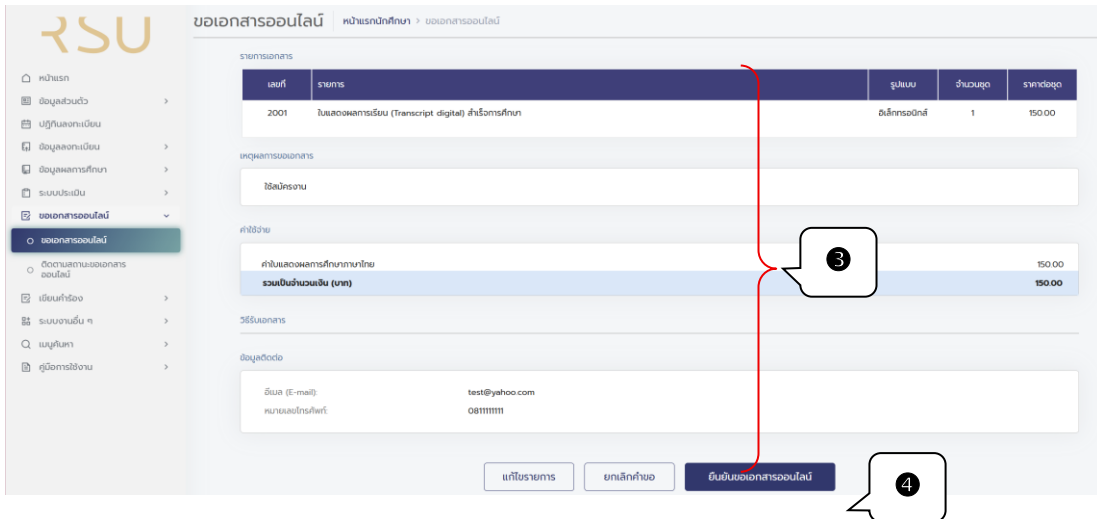 RSU
ขอเอกสารออนไลน์ หน้าแรกนักศึกษา > ขอเอกสารออนไลน์
หน้าแรก
ข้อมูลส่วนตัว
ปฏิทินลงทะเบียน
ข้อมูลลงทะเบียน
ข้อมูลผลการศึกษา
ระบบประเมิน
ขอเอกสารออนไลน์
ขอเอกสารออนไลน์
ติดตามสถานะขอเอกสาร
ออนไลน์
เขียนคำร้อง
ระบบงานอื่น ๆ
เมนูค้นหา
คู่มือการใช้งาน
รายการเอกสาร
เลขที่ รายการ รูปแบบ จำนวนชุด ราคาต่อชุด
2001 ใบแสดงผลการเรียน (Transcript digital) สำเร็จการศึกษา อิเล็กทรอนิกส์ 1 150.00
เหตุผลการขอเอกสาร
ใช้สมัครงาน
ค่าใช้จ่าย
ค่าใบแสดงผลการศึกษาภาษาไทย 150.00
รวมเป็นจำนวนเงิน (บาท) 150.00
❸
วิธีรับเอกสาร
ข้อมูลติดต่อ
อีเมล (E-mail): test@yahoo.com
หมายเลขโทรศัพท์: 0811111111
แก้ไขรายการ ยกเลิกคำขอ ยืนยันขอเอกสารออนไลน์
❹